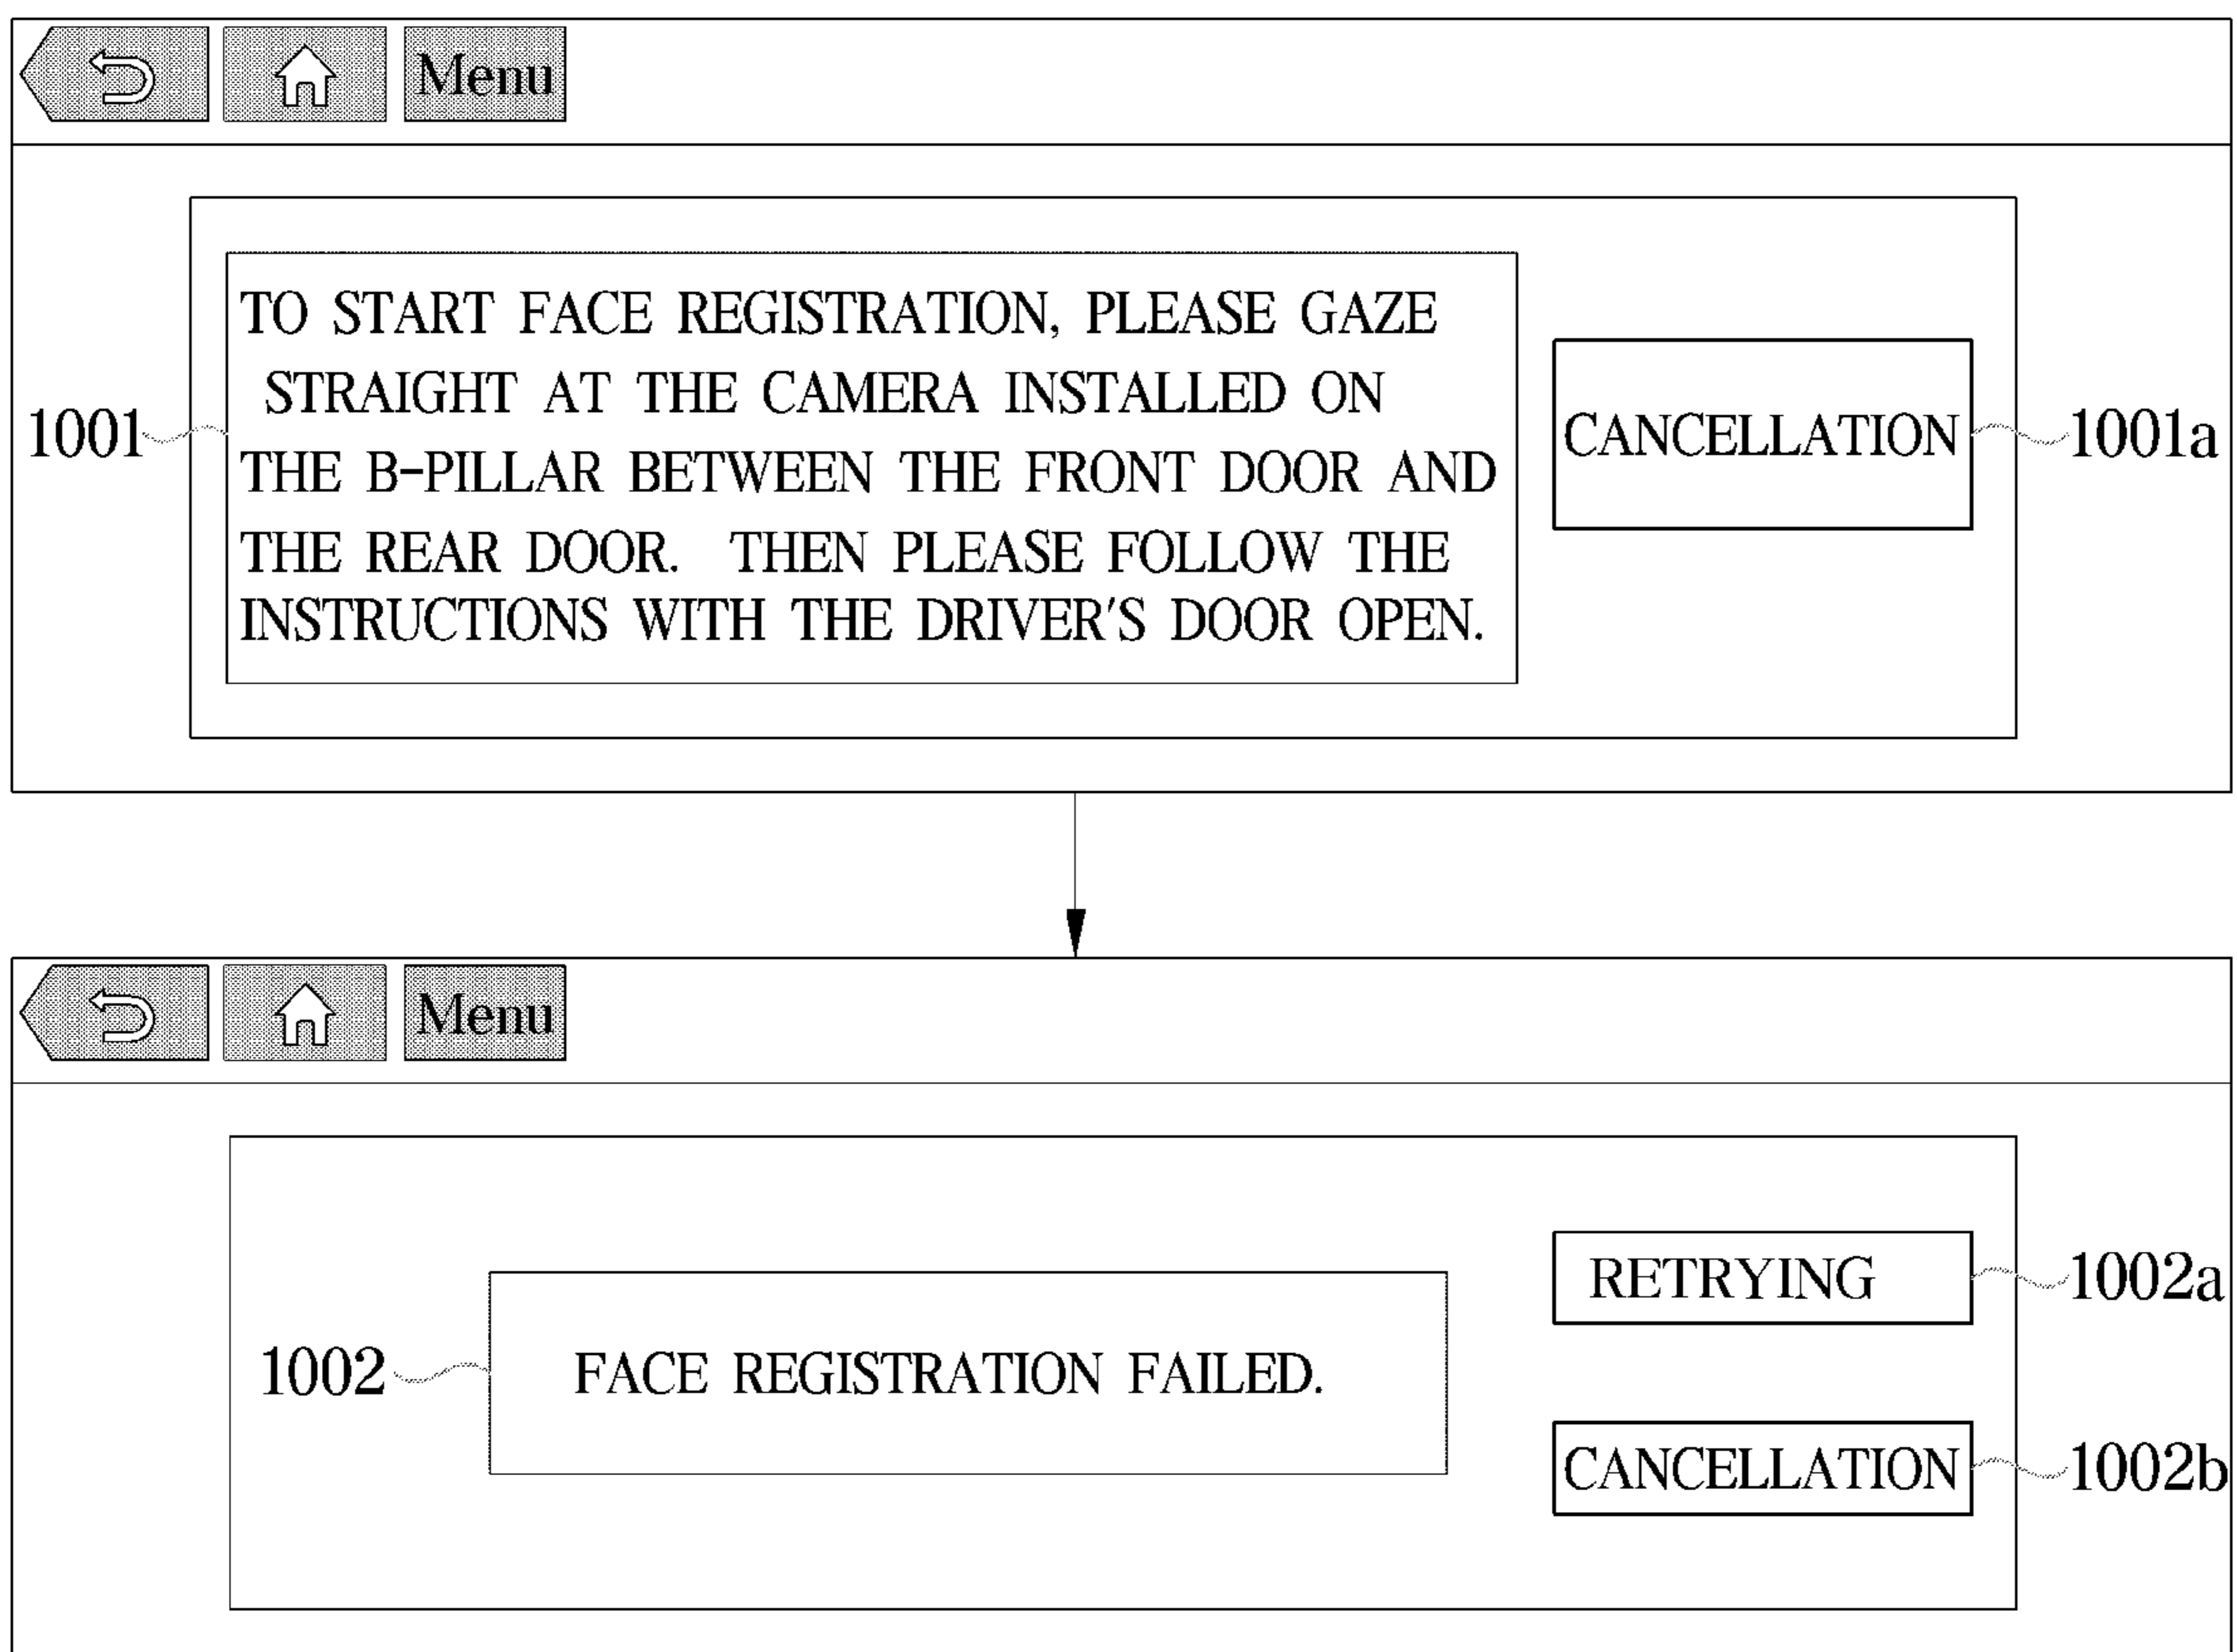 Menu
TO START FACE REGISTRATION, PLEASE GAZE
STRAIGHT AT THE CAMERA INSTALLED ON
THE B-PILLAR BETWEEN THE FRONT DOOR AND
THE REAR DOOR. THEN PLEASE FOLLOW THE
INSTRUCTIONS WITH THE DRIVER'S DOOR OPEN.
1001
CANCELLATION
1001a
Menu
1002
FACE REGISTRATION FAILED.
RETRYING
1002a
CANCELLATION
1002b